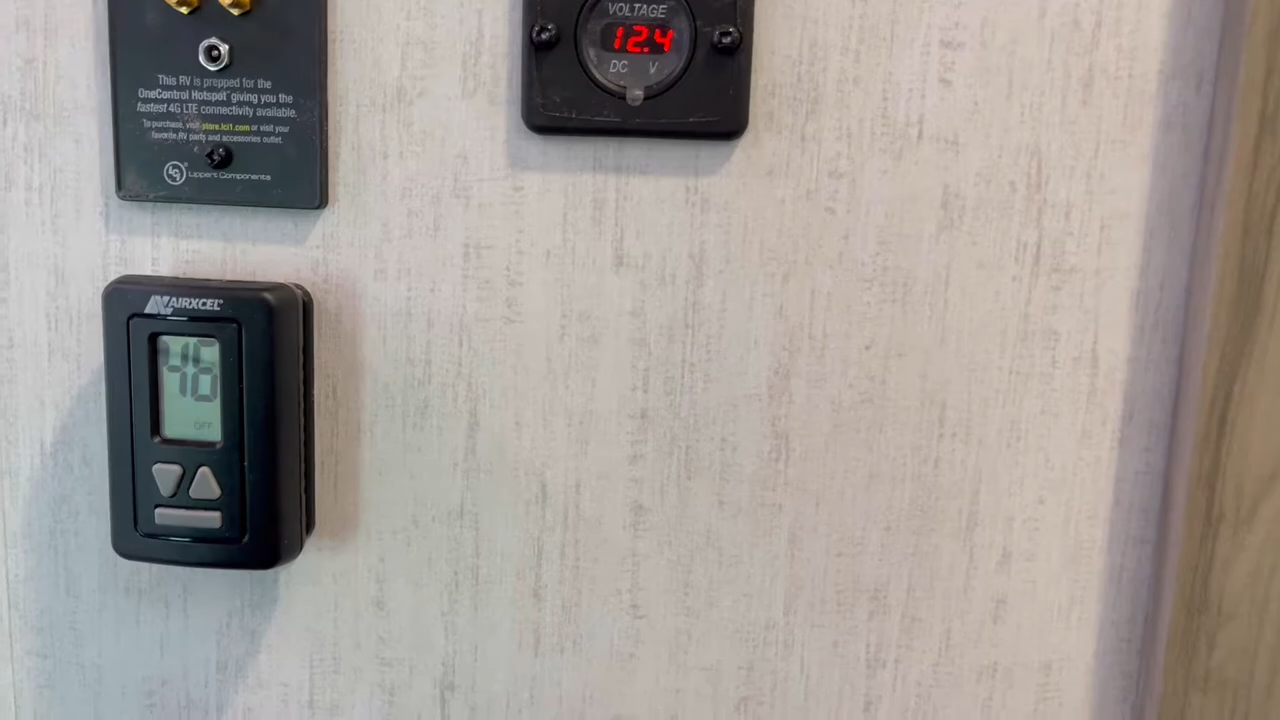 This RV is prepped for the
OneControl Hotspot™ giving you the
fastest 4G LTE connectivity available.
To purchase, visit store.lci1.com or visit your
favorite RV parts and accessories outlet.
LCI® Lippert Components
VOLTAGE
12.4
DC V
AIRXCEL®
46
OFF